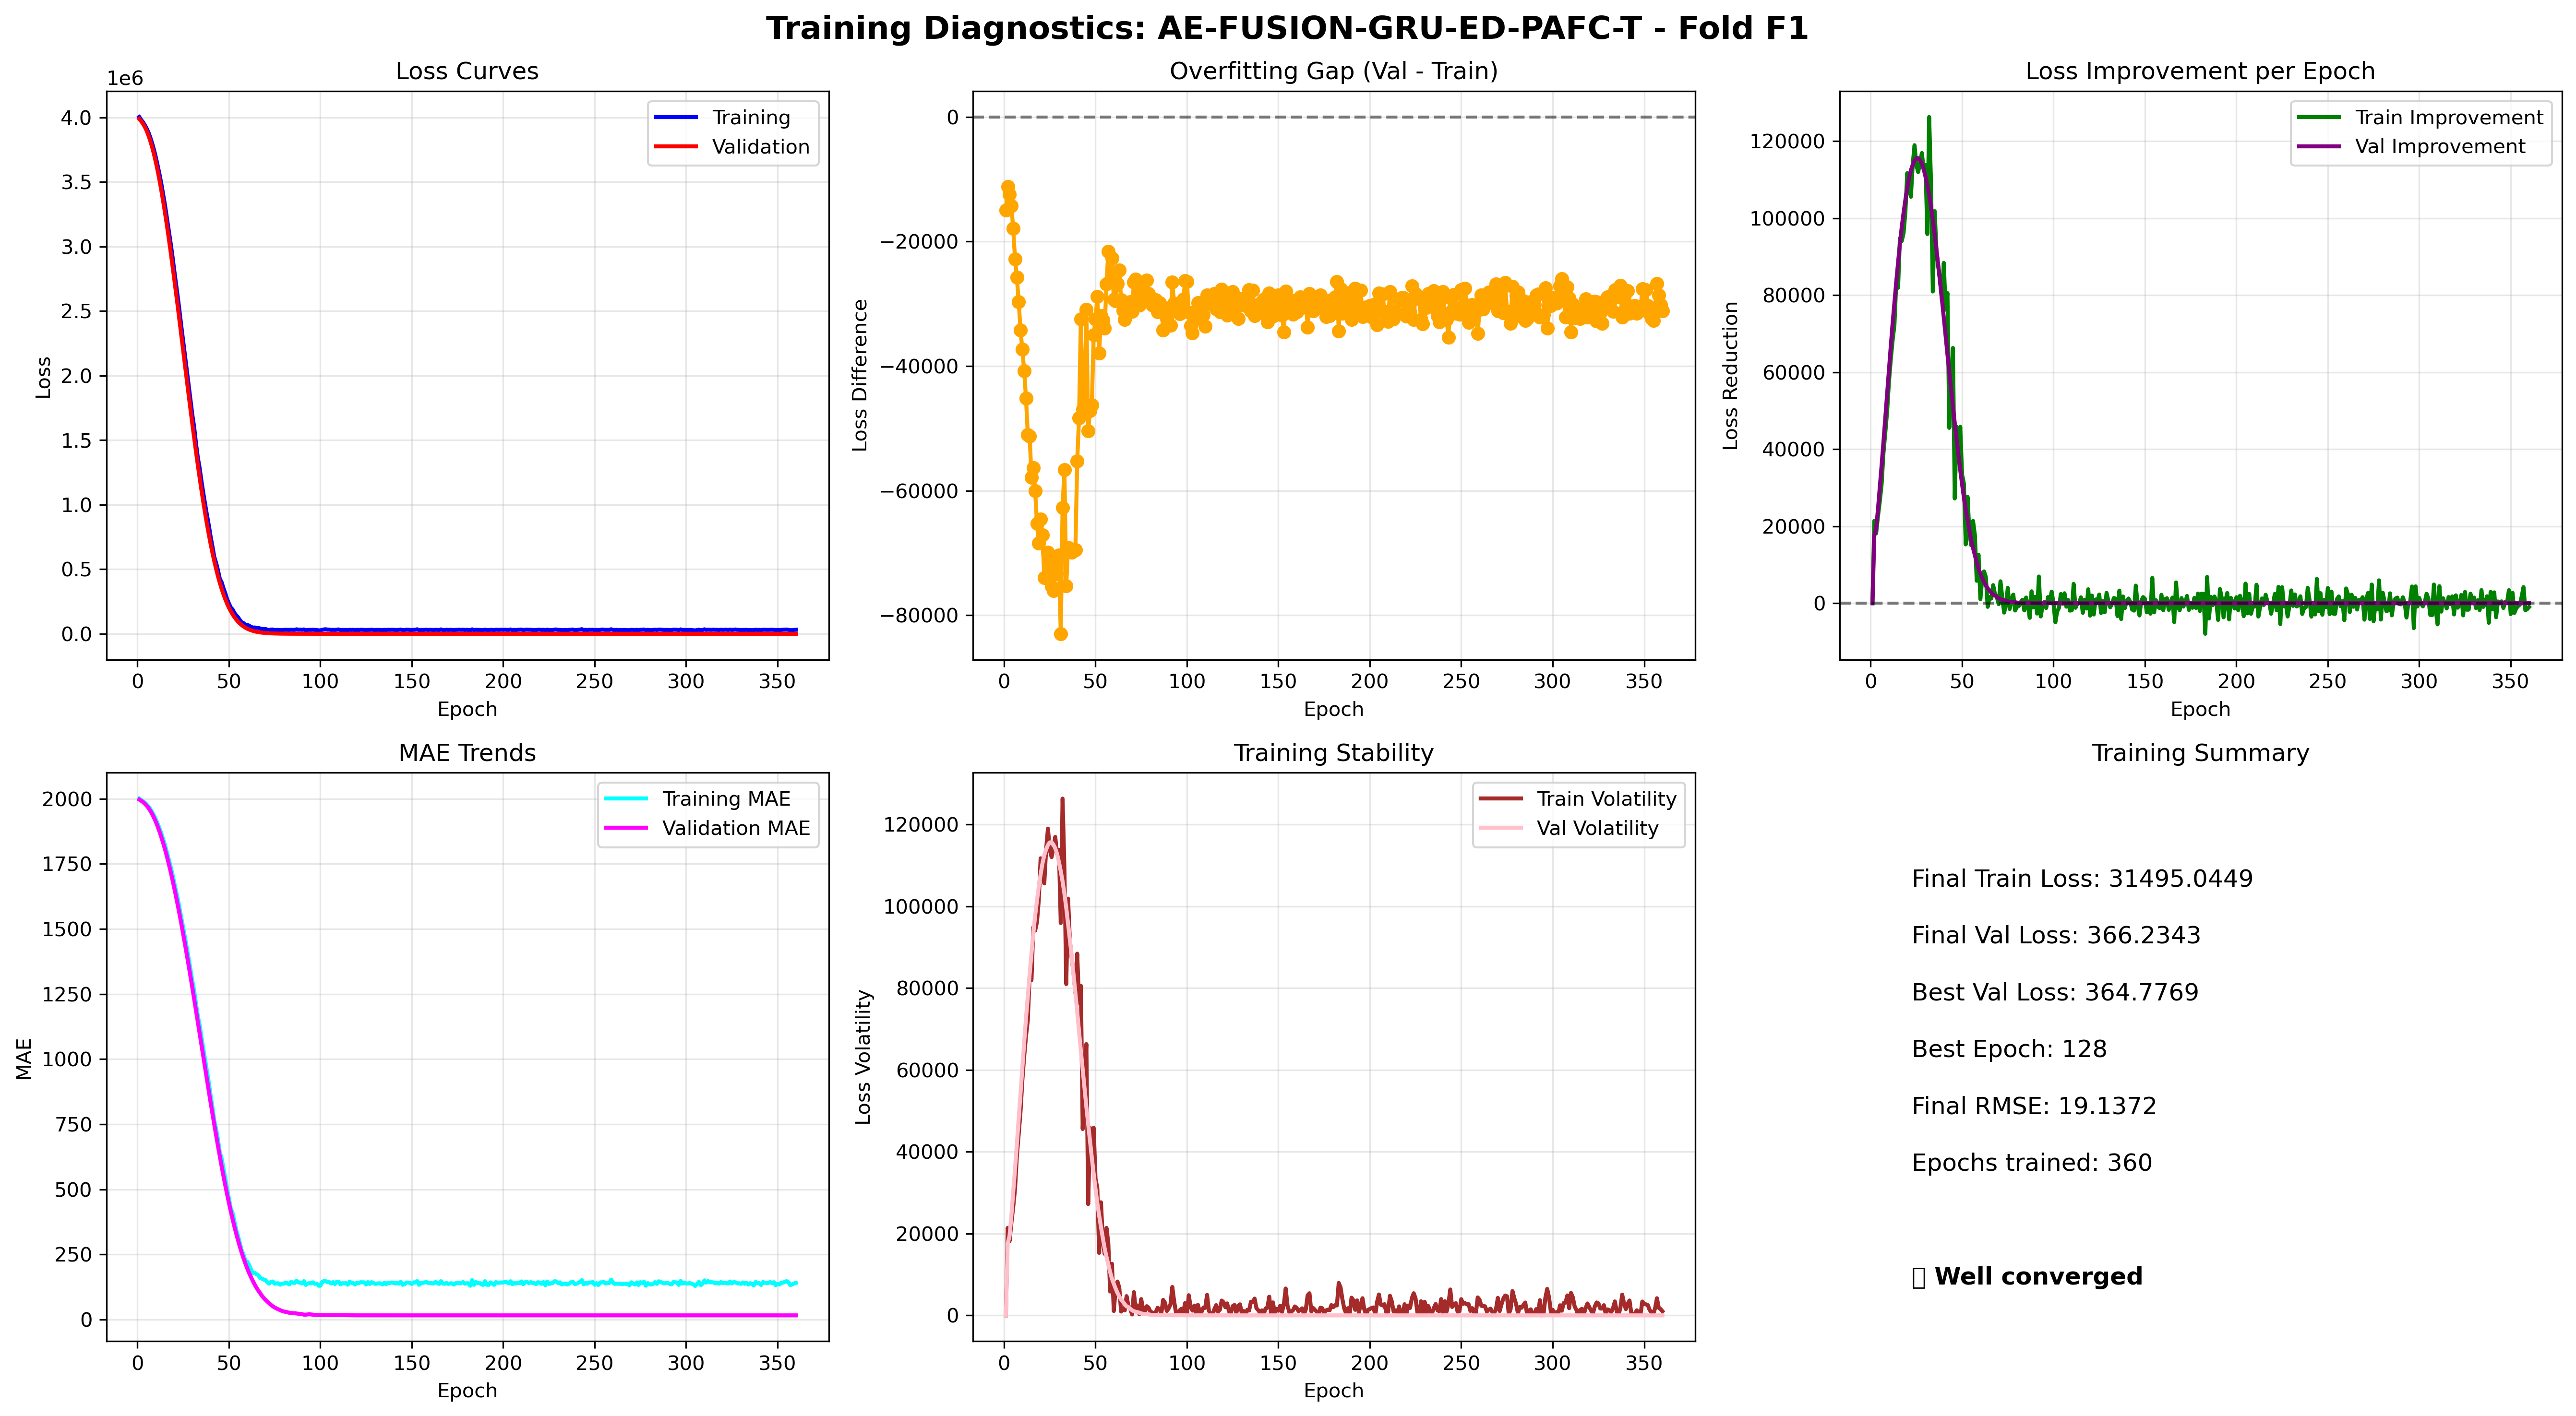 Training Diagnostics: AE-FUSION-GRU-ED-PAFC-T - Fold F1
Loss Curves
1e6
Training
Validation
4.0
3.5
3.0
2.5
2.0
1.5
1.0
0.5
0.0
Loss
0 50 100 150 200 250 300 350
Epoch
Overfitting Gap (Val - Train)
0
−20000
−40000
−60000
−80000
Loss Difference
0 50 100 150 200 250 300 350
Epoch
Loss Improvement per Epoch
Train Improvement
Val Improvement
120000
100000
80000
60000
40000
20000
0
Loss Reduction
0 50 100 150 200 250 300 350
Epoch
MAE Trends
Training MAE
Validation MAE
2000
1750
1500
1250
1000
750
500
250
0
MAE
0 50 100 150 200 250 300 350
Epoch
Training Stability
Train Volatility
Val Volatility
120000
100000
80000
60000
40000
20000
0
Loss Volatility
0 50 100 150 200 250 300 350
Epoch
Training Summary
Final Train Loss: 31495.0449
Final Val Loss: 366.2343
Best Val Loss: 364.7769
Best Epoch: 128
Final RMSE: 19.1372
Epochs trained: 360
Well converged